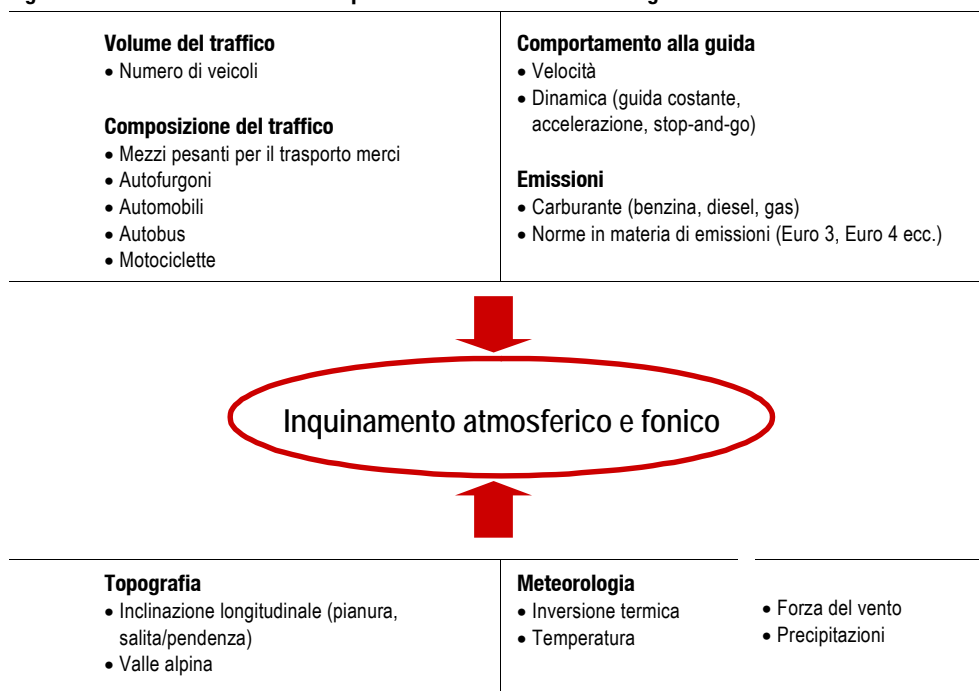 Volume del traffico
• Numero di veicoli
Composizione del traffico
• Mezzi pesanti per il trasporto merci
• Autofurgoni
• Automobili
• Autobus
• Motociclette
Comportamento alla guida
• Velocità
• Dinamica (guida costante,
accelerazione, stop-and-go)
Emissioni
• Carburante (benzina, diesel, gas)
• Norme in materia di emissioni (Euro 3, Euro 4 ecc.)
Inquinamento atmosferico e fonico
Topografia
• Inclinazione longitudinale (pianura,
salita/pendenza)
• Valle alpina
Meteorologia
• Inversione termica
• Temperatura
• Forza del vento
• Precipitazioni